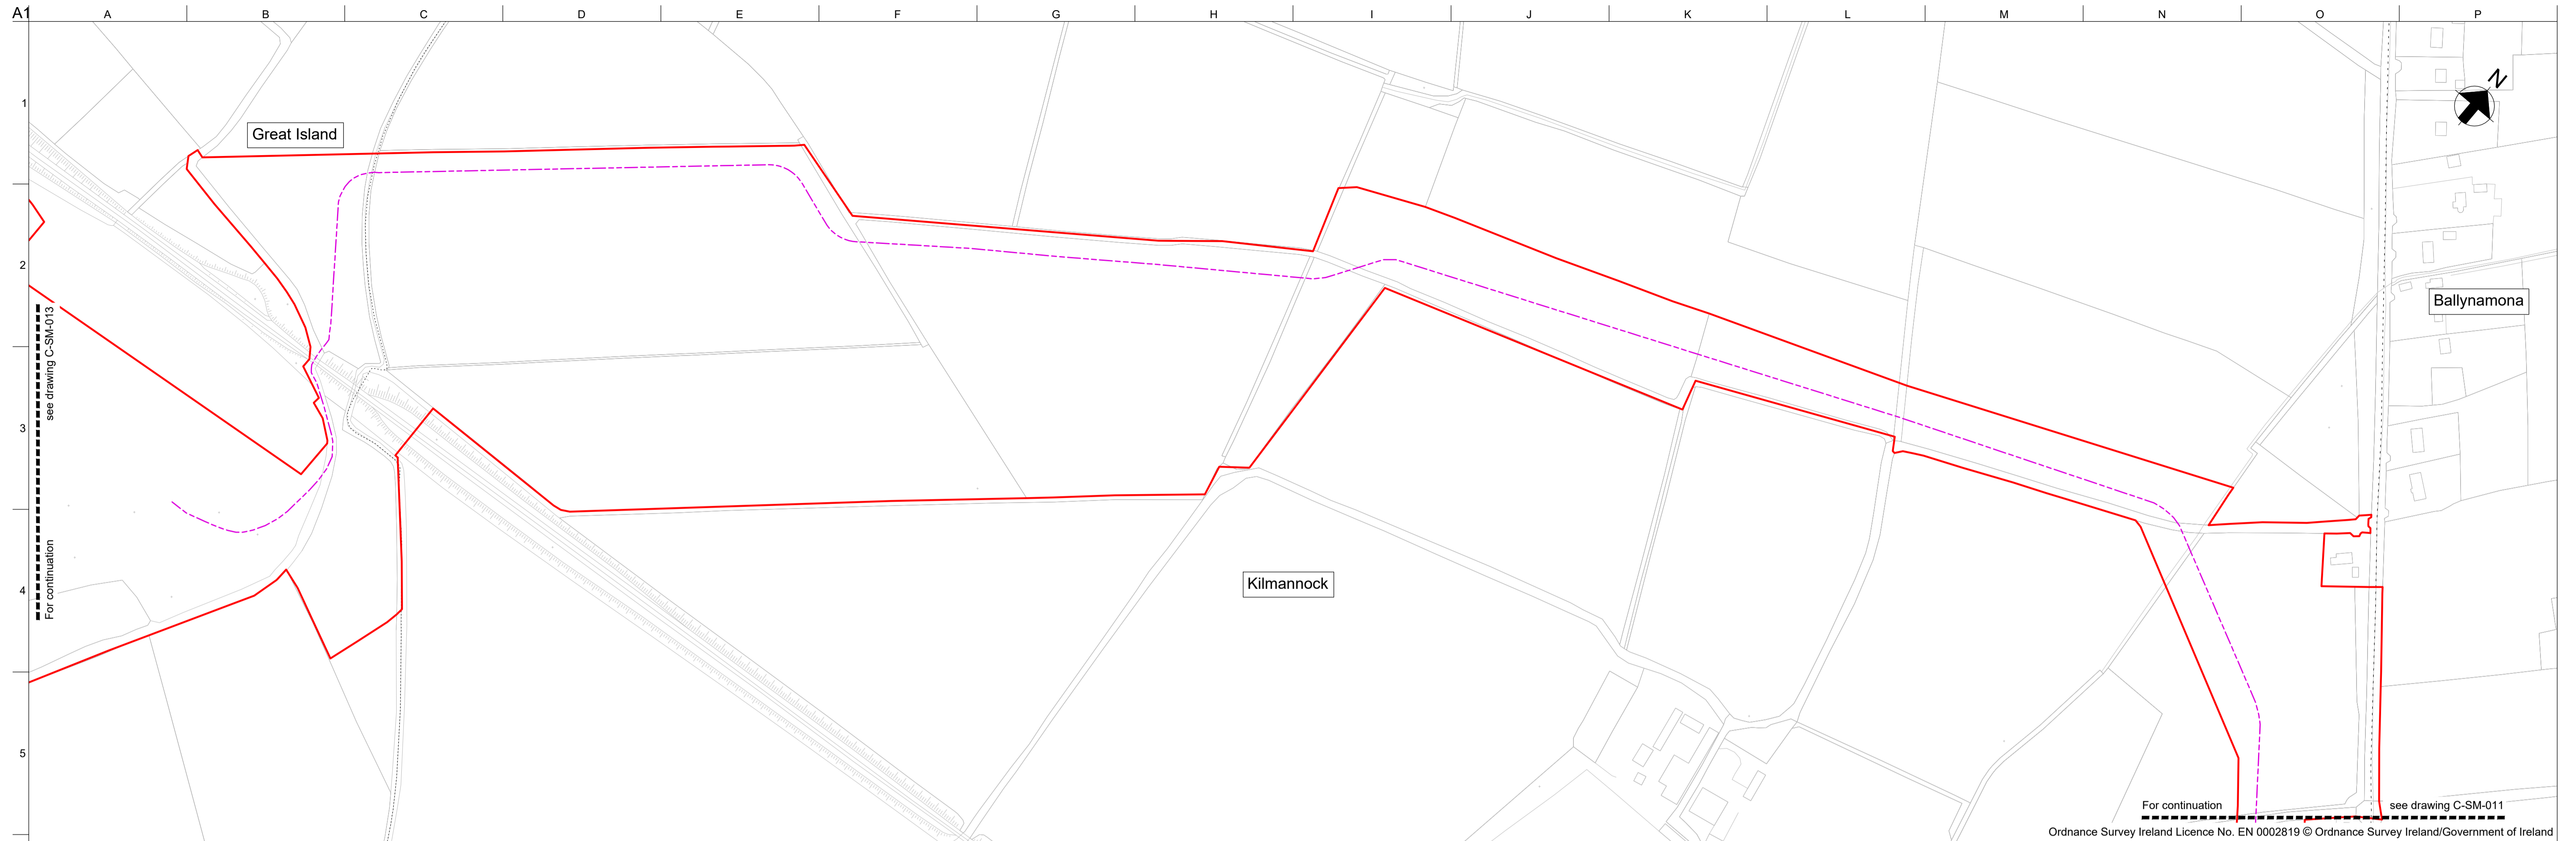 A1
A B C D E F G H I J K L M N O P
1
N
Great Island
2
Ballynamona
see drawing C-SM-013
3
For continuation
Kilmannock
4
5
For continuation
see drawing C-SM-011
Ordnance Survey Ireland Licence No. EN 0002819 © Ordnance Survey Ireland/Government of Ireland